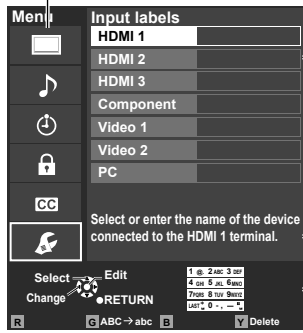 Menu
Input labels
HDMI 1
HDMI 2
HDMI 3
Component
Video 1
Video 2
PC
CC
Select or enter the name of the device
connected to the HDMI 1 terminal.
Select
Edit
Change
RETURN
1 @. 2 ABC 3 DEF
4 GHI 5 JKL 6 MNO
7 PQRS 8 TUV 9 WXYZ
LAST 0 - ,
R
G ABC→abc
B
Y Delete